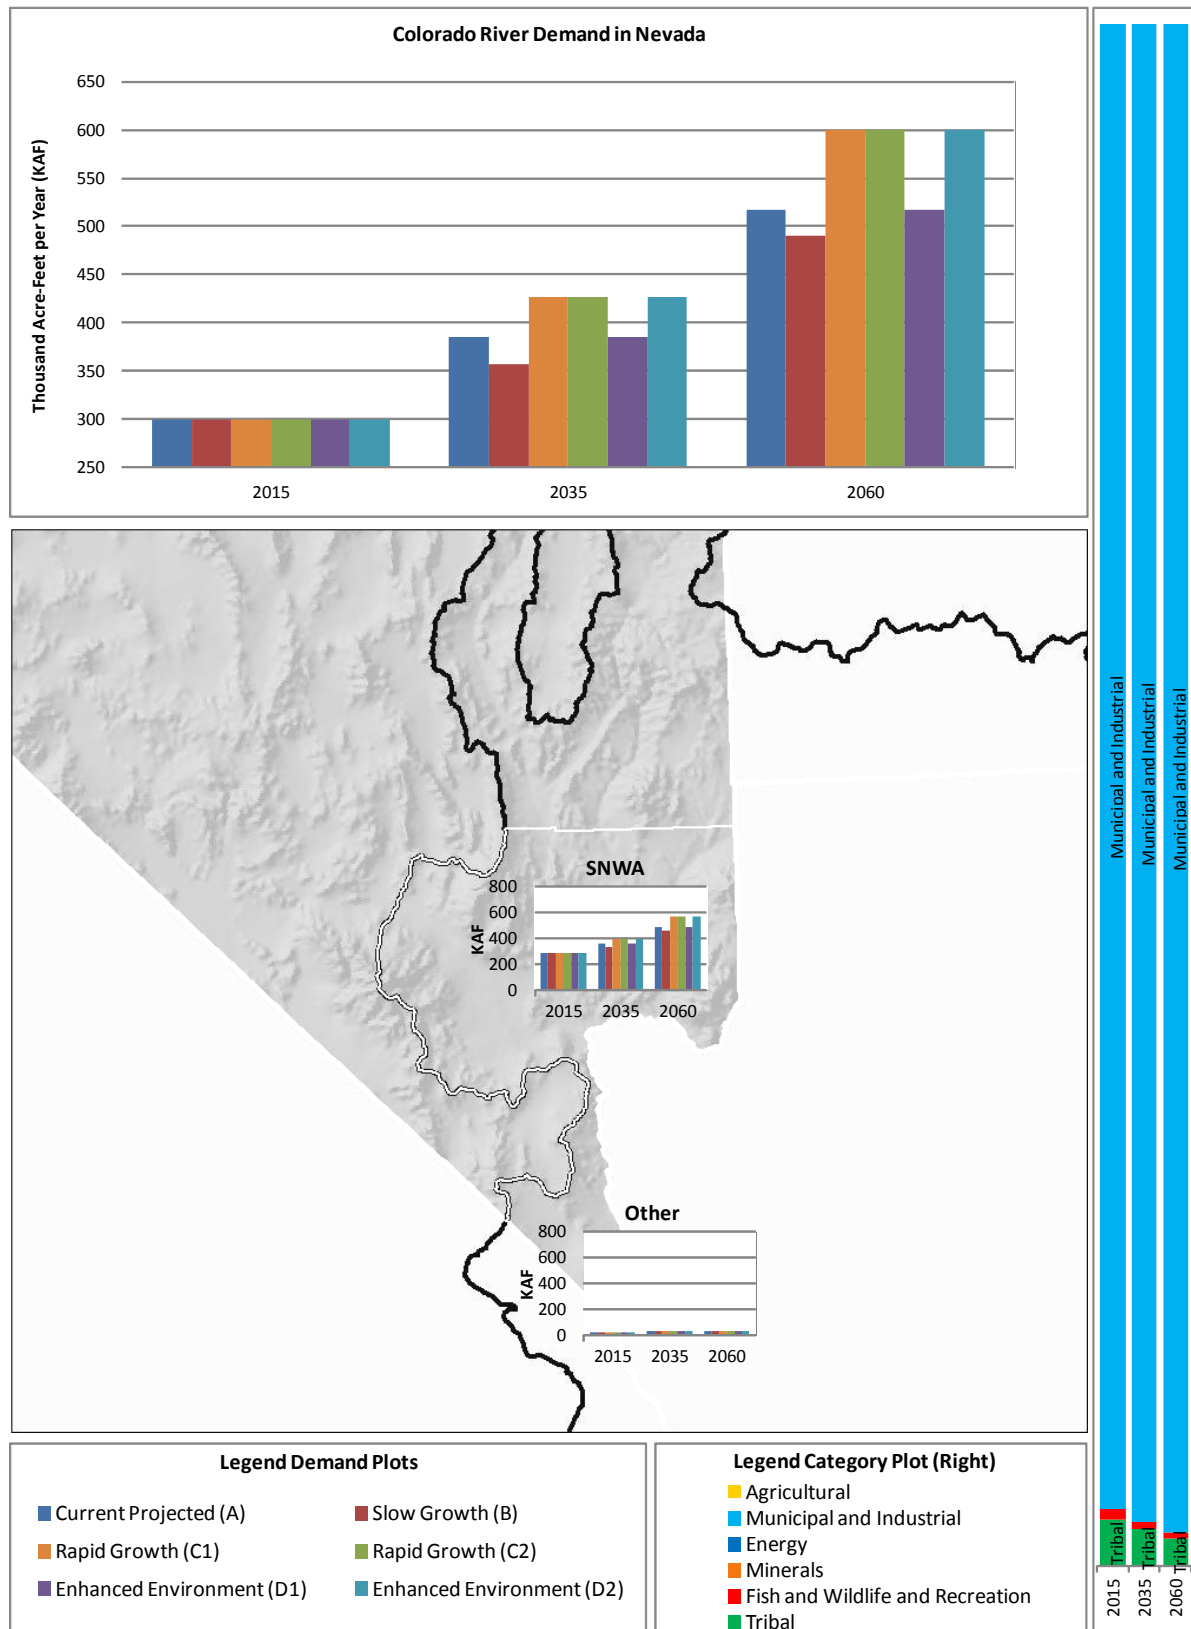 Colorado River Demand in Nevada
Thousand Acre-Feet per Year (KAF)
650
600
550
500
450
400
350
300
250
2015
2035
2060
SNWA
KAF
800
600
400
200
0
2015 2035 2060
Other
KAF
800
600
400
200
0
2015 2035 2060
Legend Demand Plots
Current Projected (A)
Slow Growth (B)
Rapid Growth (C1)
Rapid Growth (C2)
Enhanced Environment (D1)
Enhanced Environment (D2)
Legend Category Plot (Right)
Agricultural
Municipal and Industrial
Energy
Minerals
Fish and Wildlife and Recreation
Tribal
Municipal and Industrial
Municipal and Industrial
Municipal and Industrial
Tribal
Tribal
Tribal
2015
2035
2060